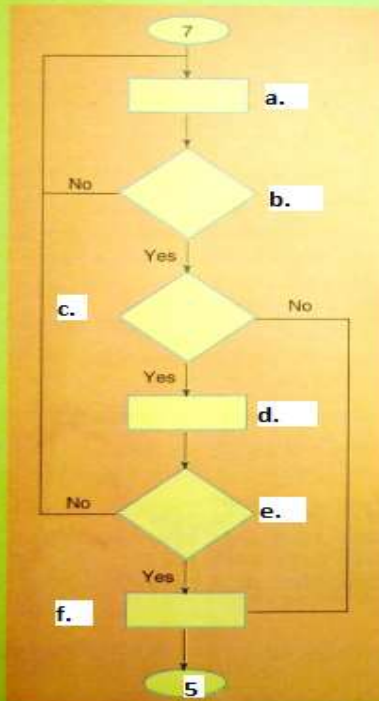 7
a.
No
b.
Yes
c.
No
Yes
d.
No
e.
Yes
f.
5